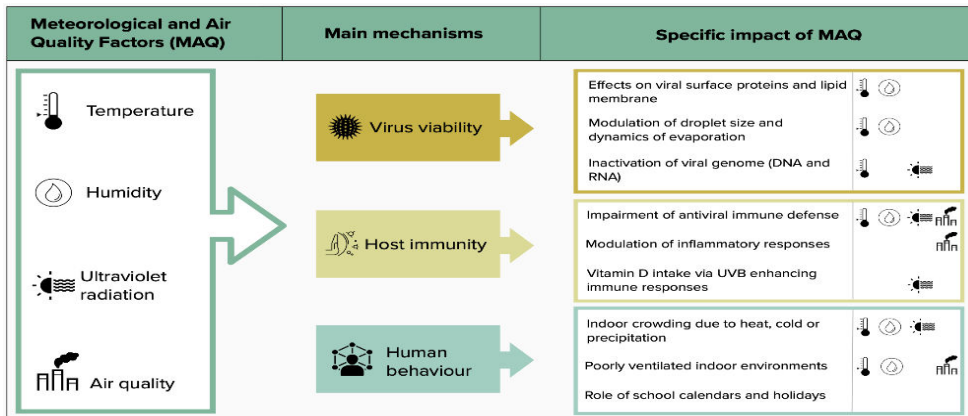 Meteorological and Air
Quality Factors (MAQ)
Main mechanisms
Specific impact of MAQ
Temperature
Humidity
Ultraviolet
radiation
Air quality
Virus viability
Host immunity
Human
behaviour
Effects on viral surface proteins and lipid
membrane
Modulation of droplet size and
dynamics of evaporation
Inactivation of viral genome (DNA and
RNA)
Impairment of antiviral immune defense
Modulation of inflammatory responses
Vitamin D intake via UVB enhancing
immune responses
Indoor crowding due to heat, cold or
precipitation
Poorly ventilated indoor environments
Role of school calendars and holidays